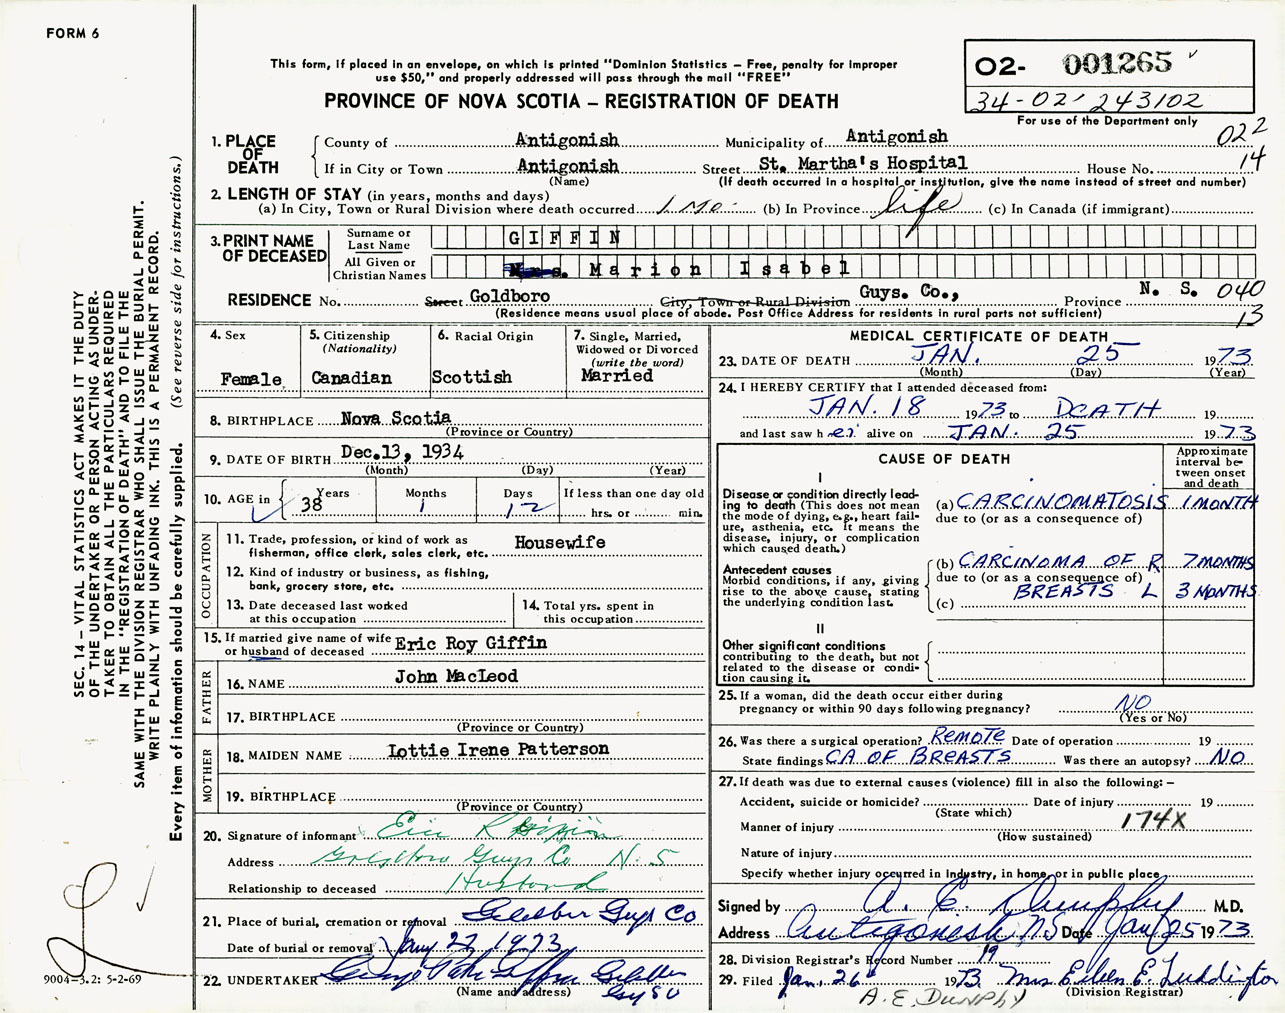 FORM 6
This form, if placed in an envelope, on which is printed "Dominion Statistics – Free, penalty for improper
use $50," and properly addressed will pass through the mail "FREE"
PROVINCE OF NOVA SCOTIA – REGISTRATION OF DEATH
02- 001265
34-02-243102
For use of the Department only
022
14
1. PLACE OF DEATH
County of Antigonish Municipality of Antigonish
If in City or Town Antigonish Street St. Martha's Hospital House No.
(Name) (If death occurred in a hospital or institution, give the name instead of street and number)
2. LENGTH OF STAY (in years, months and days)
(a) In City, Town or Rural Division where death occurred 1 Mo. (b) In Province life (c) In Canada (if immigrant)
3. PRINT NAME OF DECEASED
Surname or Last Name GIFFIN
All Given or Christian Names Mrs. Marion Isabel
RESIDENCE No. Street Goldboro City, Town or Rural Division Guys. Co., Province N. S. 040
13
(Residence means usual place of abode. Post Office Address for residents in rural parts not sufficient)
4. Sex
Female
5. Citizenship
(Nationality)
Canadian
6. Racial Origin
Scottish
7. Single, Married,
Widowed or Divorced
(write the word)
Married
8. BIRTHPLACE Nova Scotia
(Province or Country)
9. DATE OF BIRTH Dec.13, 1934
(Month) (Day) (Year)
10. AGE in Years Months Days If less than one day old
38 1 12 hrs. or min.
OCCUPATION
11. Trade, profession, or kind of work as
fisherman, office clerk, sales clerk, etc. Housewife
12. Kind of industry or business, as fishing,
bank, grocery store, etc.
13. Date deceased last worked
at this occupation
14. Total yrs. spent in
this occupation
15. If married give name of wife
or husband of deceased Eric Roy Giffin
FATHER
16. NAME John MacLeod
17. BIRTHPLACE
(Province or Country)
MOTHER
18. MAIDEN NAME Lottie Irene Patterson
19. BIRTHPLACE
(Province or Country)
20. Signature of informant Eric R Giffin
Address Goldboro Guys Co N.S
Relationship to deceased Husband
21. Place of burial, cremation or removal Goldboro Guys Co
Date of burial or removal Jany 27 1973
22. UNDERTAKER
(Name and address)
MEDICAL CERTIFICATE OF DEATH
23. DATE OF DEATH JAN. 25 1973
(Month) (Day) (Year)
24. I HEREBY CERTIFY that I attended deceased from:
JAN. 18 1973 to DEATH 19
and last saw h er alive on JAN. 25 1973
CAUSE OF DEATH
Approximate
interval be-
tween onset
and death
I
Disease or condition directly lead-
ing to death (This does not mean
the mode of dying, e.g., heart fail-
ure, asthenia, etc. It means the
disease, injury, or complication
which caused death.)
(a) CARCINOMATOSIS 1 MONTH
due to (or as a consequence of)
Antecedent causes
Morbid conditions, if any, giving
rise to the above cause, stating
the underlying condition last.
(b) CARCINOMA OF R 7 MONTHS
due to (or as a consequence of)
(c) BREASTS L 3 MONTHS
II
Other significant conditions
contributing to the death, but not
related to the disease or condi-
tion causing it.
25. If a woman, did the death occur either during
pregnancy or within 90 days following pregnancy? NO
(Yes or No)
26. Was there a surgical operation? REMOTE Date of operation 19
State findings CA OF BREASTS Was there an autopsy? NO
27. If death was due to external causes (violence) fill in also the following: –
Accident, suicide or homicide? Date of injury 19
(State which)
Manner of injury 174X
(How sustained)
Nature of injury
Specify whether injury occurred in Industry, in home, or in public place
Signed by A. E. Dunphy M.D.
Address Antigonish NS Date Jan 25 1973
28. Division Registrar's Record Number 19
29. Filed Jan. 26 1973 Mrs Eileen E. Luddington
(Division Registrar)
A. E. DUNPHY
SEC. 14 – VITAL STATISTICS ACT MAKES IT THE DUTY
OF THE UNDERTAKER OR PERSON ACTING AS UNDER-
TAKER TO OBTAIN ALL THE PARTICULARS REQUIRED
IN THE "REGISTRATION OF DEATH" AND TO FILE THE
SAME WITH THE DIVISION REGISTRAR WHO SHALL ISSUE THE BURIAL PERMIT.
WRITE PLAINLY WITH UNFADING INK. THIS IS A PERMANENT RECORD.
Every item of information should be carefully supplied. (See reverse side for instructions.)
9004-3.2: 5-2-69